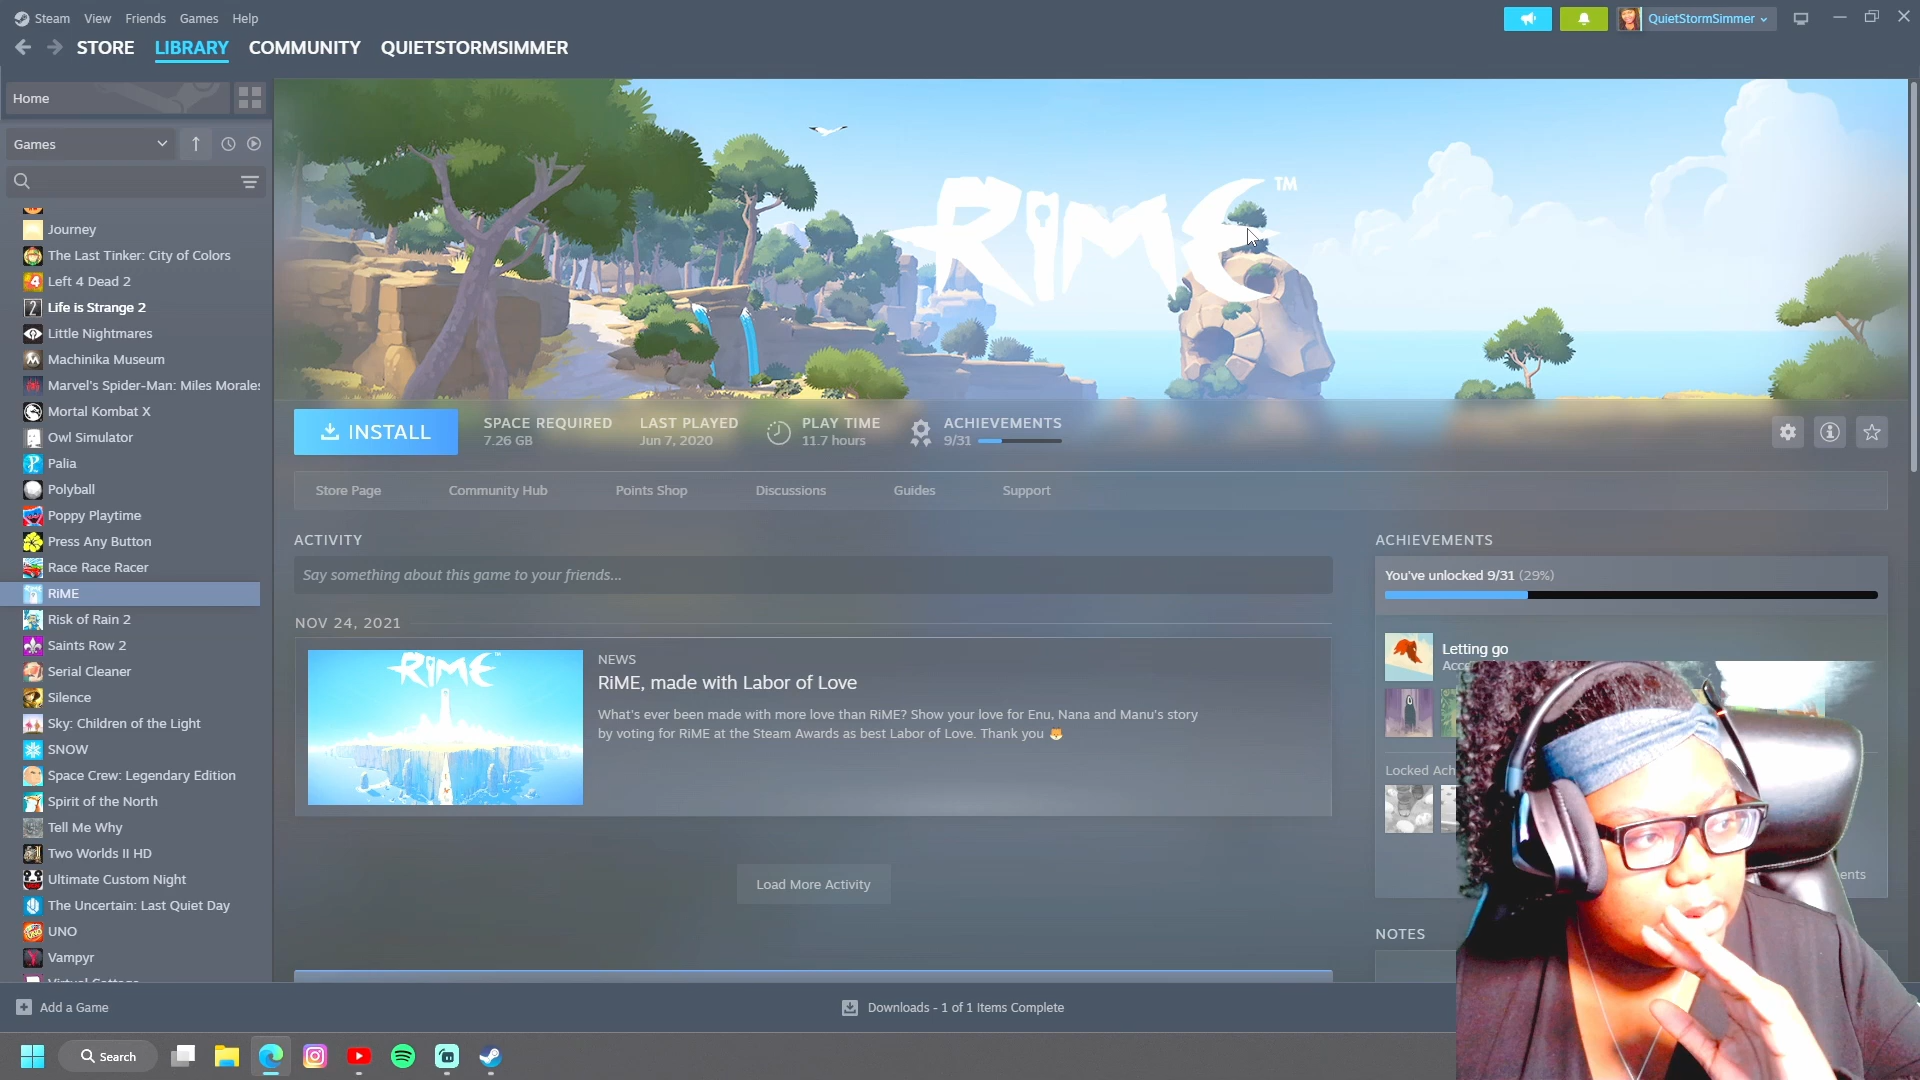 Steam View Friends Games Help
QuietStormSimmer
STORE LIBRARY COMMUNITY QUIETSTORMSIMMER
Home
Games
Journey
The Last Tinker: City of Colors
Left 4 Dead 2
Life is Strange 2
Little Nightmares
Machinika Museum
Marvel's Spider-Man: Miles Morales
Mortal Kombat X
Owl Simulator
Palia
Polyball
Poppy Playtime
Press Any Button
Race Race Racer
RiME
Risk of Rain 2
Saints Row 2
Serial Cleaner
Silence
Sky: Children of the Light
SNOW
Space Crew: Legendary Edition
Spirit of the North
Tell Me Why
Two Worlds II HD
Ultimate Custom Night
The Uncertain: Last Quiet Day
UNO
Vampyr
Add a Game
RiME™
INSTALL
SPACE REQUIRED
7.26 GB
LAST PLAYED
Jun 7, 2020
PLAY TIME
11.7 hours
ACHIEVEMENTS
9/31
Store Page Community Hub Points Shop Discussions Guides Support
ACTIVITY
Say something about this game to your friends...
NOV 24, 2021
RiME™
NEWS
RiME, made with Labor of Love
What's ever been made with more love than RiME? Show your love for Enu, Nana and Manu's story
by voting for RiME at the Steam Awards as best Labor of Love. Thank you 🦊
Load More Activity
ACHIEVEMENTS
You've unlocked 9/31 (29%)
Letting go
Acce
Locked Ach
ents
NOTES
Downloads - 1 of 1 Items Complete
Search